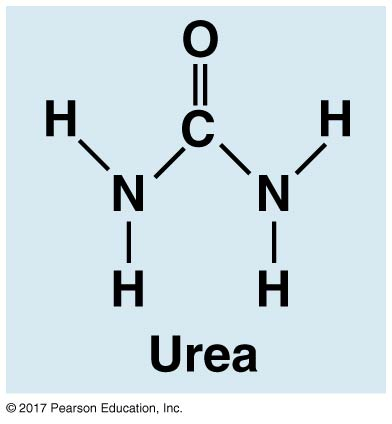 O
H C H
N N
H H
Urea
© 2017 Pearson Education, Inc.